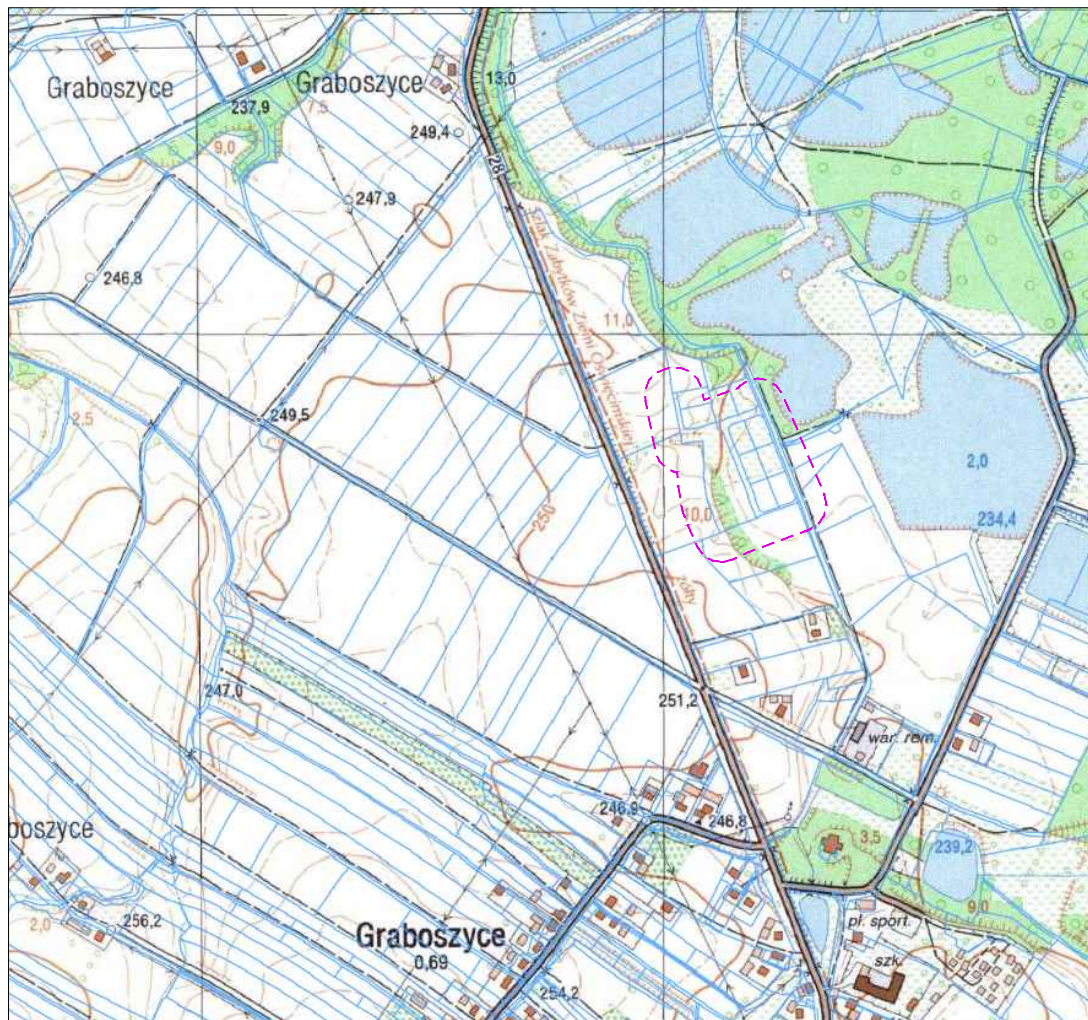 Graboszyce
Graboszyce
237,9
7,5
9,0
13,0
249,4
28
247,9
246,8
Szlak Zabytków Ziemi Oświęcimskiej
11,0
249,5
2,5
250
10,0
2,0
234,4
żółty
247,0
251,2
war. rem.
246,9
246,8
3,5
239,2
boszyce
2,0
256,2
Graboszyce
0,69
254,2
9,0
pł. sport.
szk.